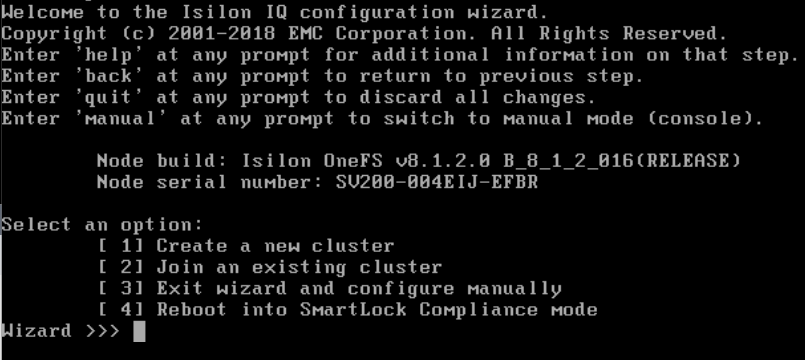 Welcome to the Isilon IQ configuration wizard.
Copyright (c) 2001-2018 EMC Corporation. All Rights Reserved.
Enter 'help' at any prompt for additional information on that step.
Enter 'back' at any prompt to return to previous step.
Enter 'quit' at any prompt to discard all changes.
Enter 'manual' at any prompt to switch to manual mode (console).
Node build: Isilon OneFS v8.1.2.0 B_8_1_2_016(RELEASE)
Node serial number: SV200-004EIJ-EFBR
Select an option:
[ 1] Create a new cluster
[ 2] Join an existing cluster
[ 3] Exit wizard and configure manually
[ 4] Reboot into SmartLock Compliance mode
Wizard >>>